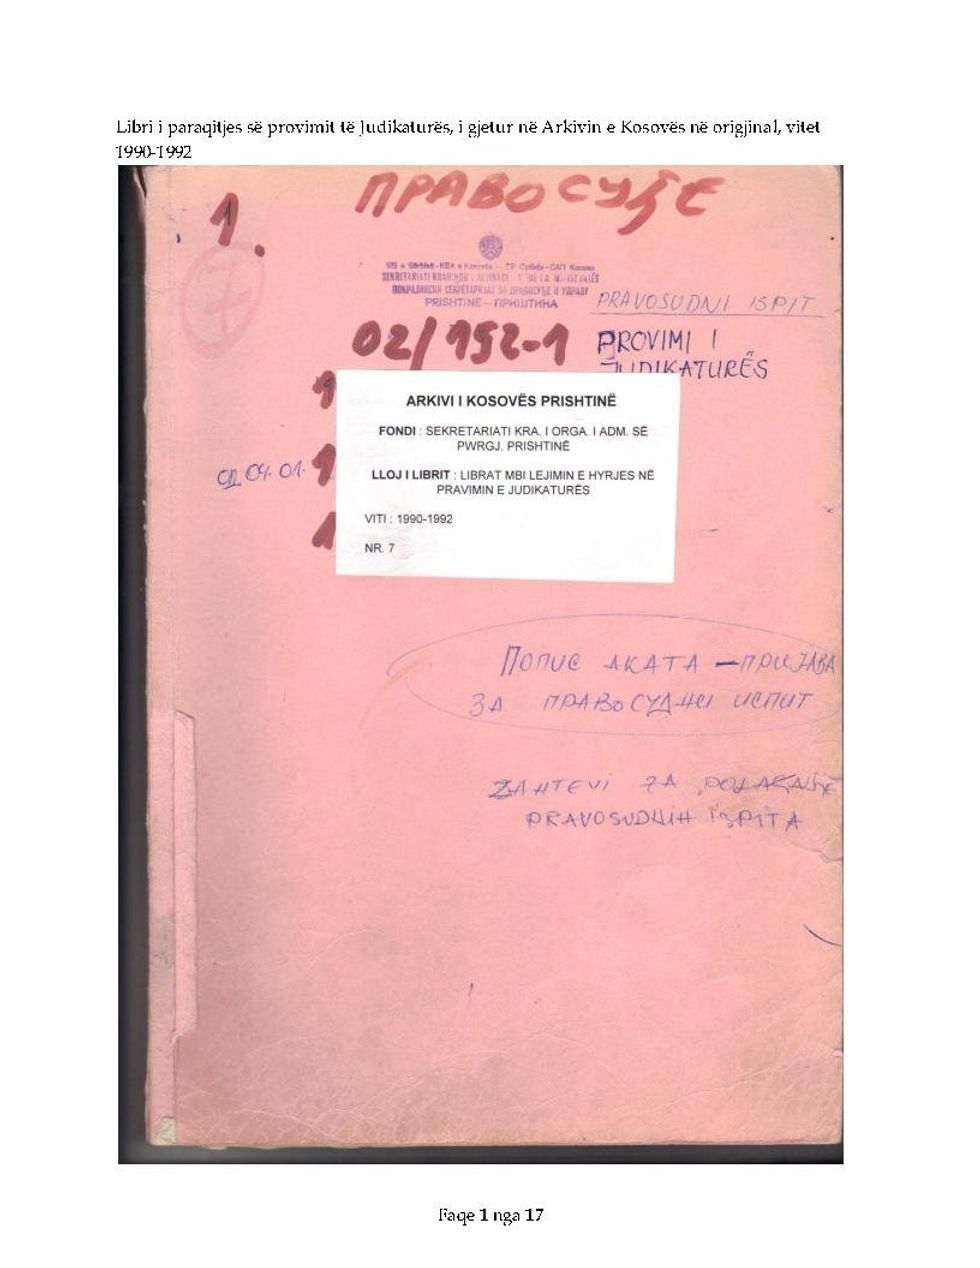 Libri i paraqitjes së provimit të Judikaturës, i gjetur në Arkivin e Kosovës në origjinal, vitet
1990-1992
ПРАВОСУЂЕ
1.
7
PRISHTINË – ПРИШТИНА
PRAVOSUDNI ISPIT
02/152-1
PROVIMI I
JUDIKATURËS
ARKIVI I KOSOVËS PRISHTINË
FONDI : SEKRETARIATI KRA. I ORGA. I ADM. SË
PWRGJ. PRISHTINË
LLOJ I LIBRIT : LIBRAT MBI LEJIMIN E HYRJES NË
PRAVIMIN E JUDIKATURËS
VITI : 1990-1992
NR. 7
04.01.
Попис АКАТА – ПРИЈАВА
ЗА ПРАВОСУДНИ ИСПИТ
ZAHTEVI ZA POLAGANJE
PRAVOSUDNIH ISPITA
Faqe 1 nga 17